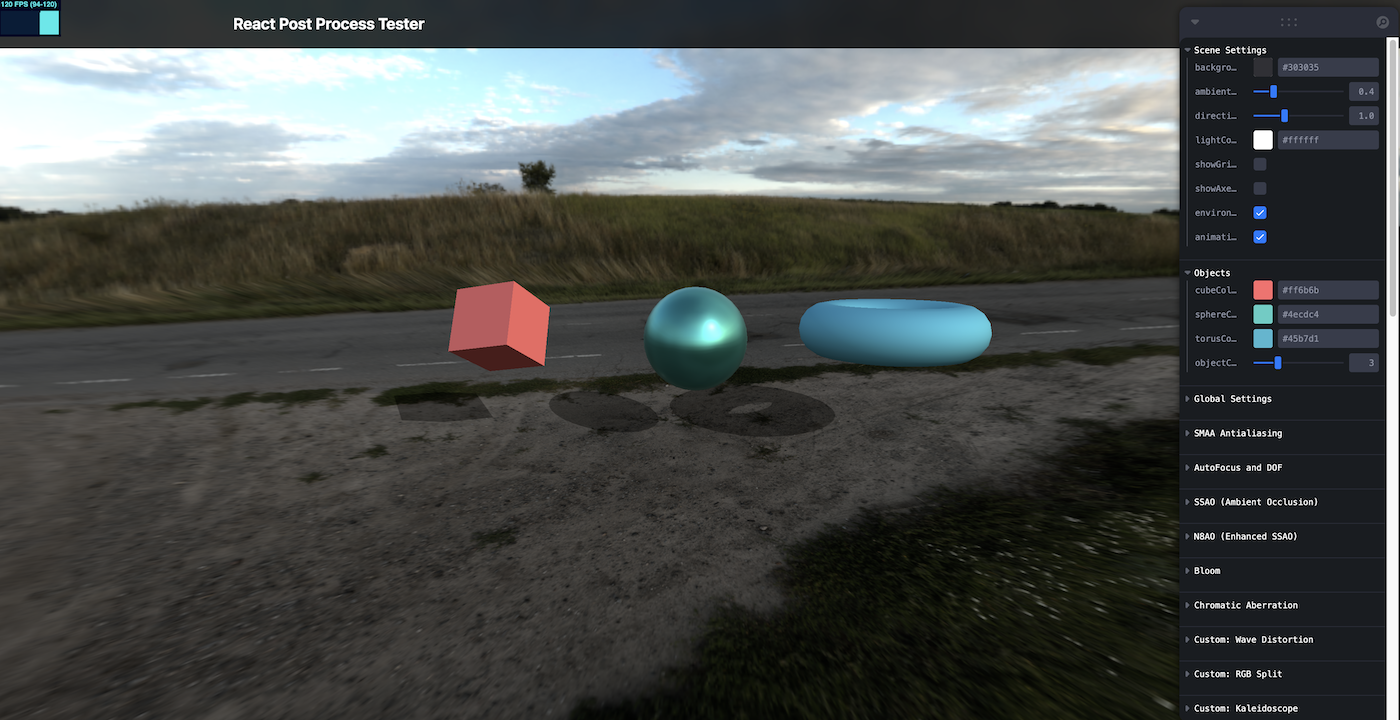 120 FPS (94-120)
React Post Process Tester
Scene Settings
backgro… #303035
ambient… 0.4
directi… 1.0
lightCo… #ffffff
showGri…
showAxe…
environ…
animati…
Objects
cubeCol… #ff6b6b
sphereC… #4ecdc4
torusCo… #45b7d1
objectC… 3
Global Settings
SMAA Antialiasing
AutoFocus and DOF
SSAO (Ambient Occlusion)
N8AO (Enhanced SSAO)
Bloom
Chromatic Aberration
Custom: Wave Distortion
Custom: RGB Split
Custom: Kaleidoscope